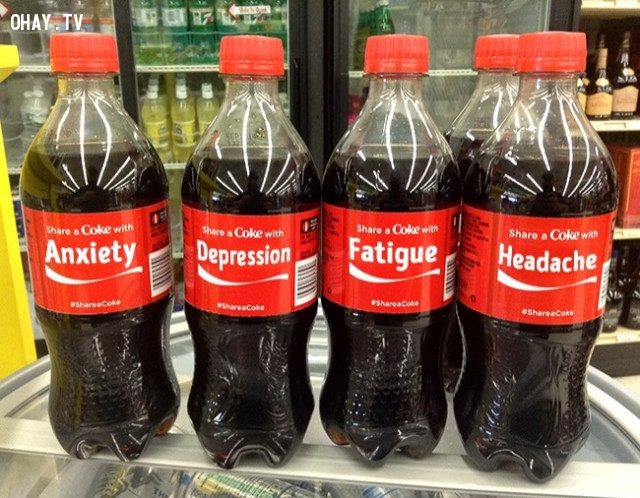 OHAY.TV
Share a Coke with
Anxiety
#ShareaCoke
Share a Coke with
Depression
#ShareaCoke
Share a Coke with
Fatigue
#ShareaCoke
Share a Coke with
Headache
#ShareaCoke